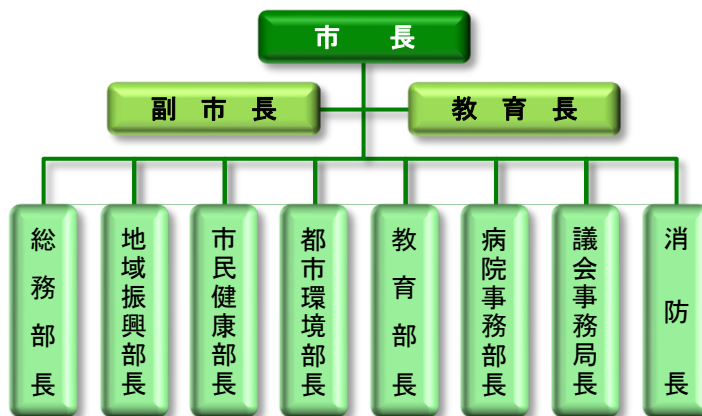 市　長
副　市　長
教　育　長
総務部長
地域振興部長
市民健康部長
都市環境部長
教育部長
病院事務部長
議会事務局長
消防長